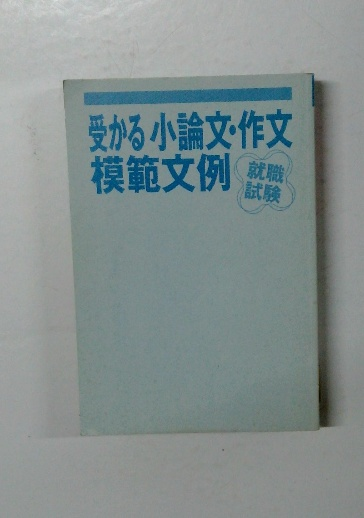 受かる小論文・作文
模範文例
就職
試験